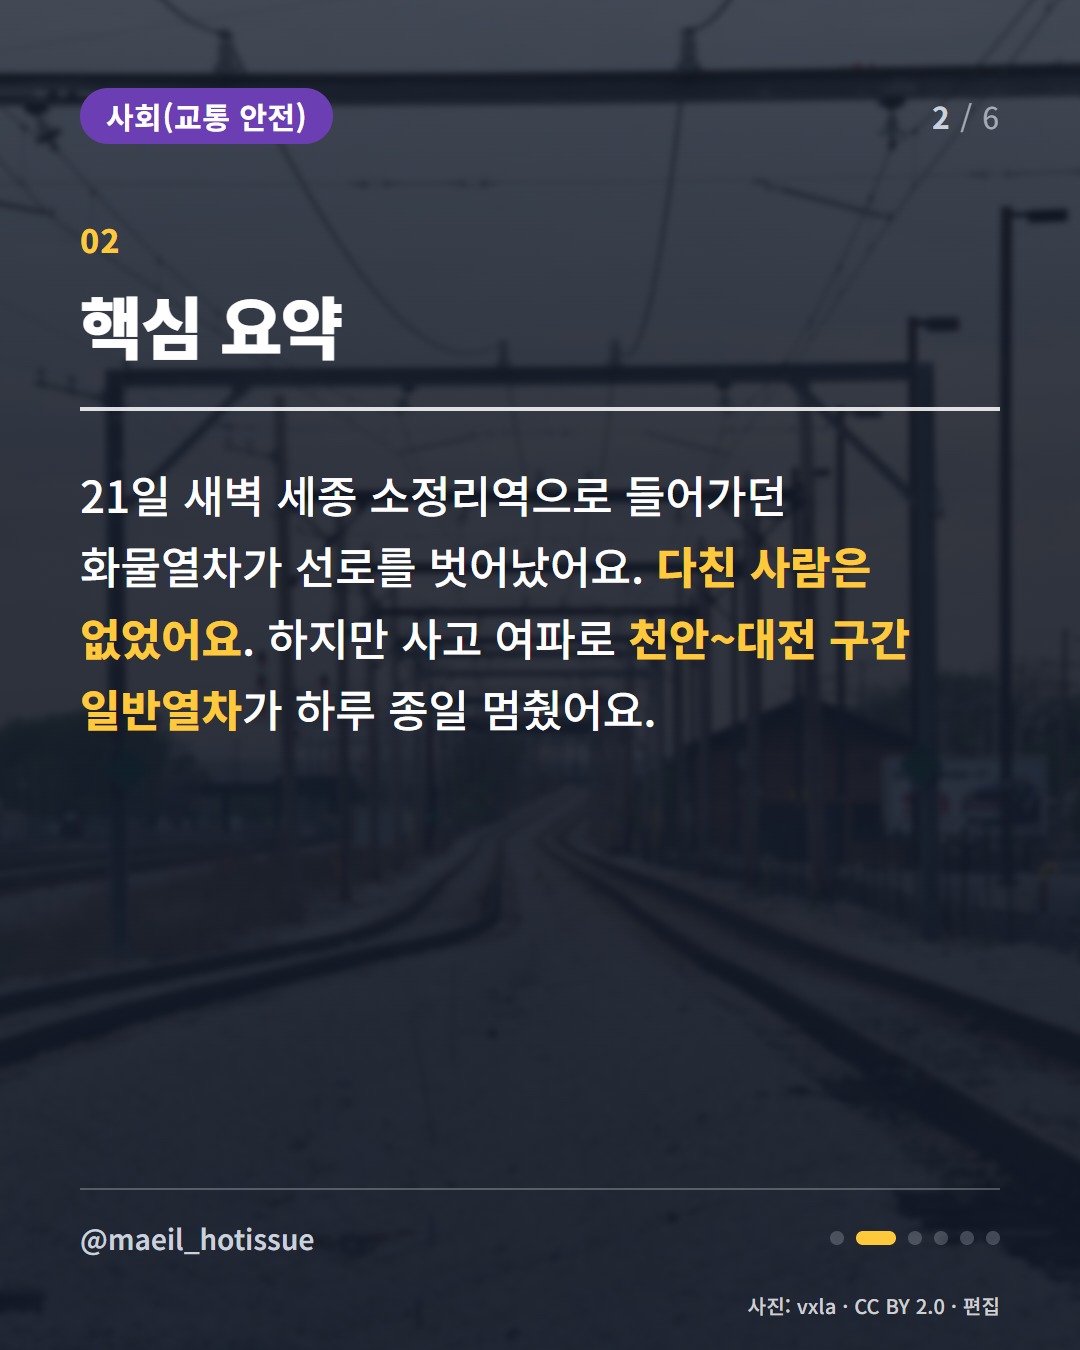 사회(교통 안전)
2 / 6
02
핵심 요약
21일 새벽 세종 소정리역으로 들어가던
화물열차가 선로를 벗어났어요. 다친 사람은
없었어요. 하지만 사고 여파로 천안~대전 구간
일반열차가 하루 종일 멈췄어요.
@maeil_hotissue
사진: vxla · CC BY 2.0 · 편집